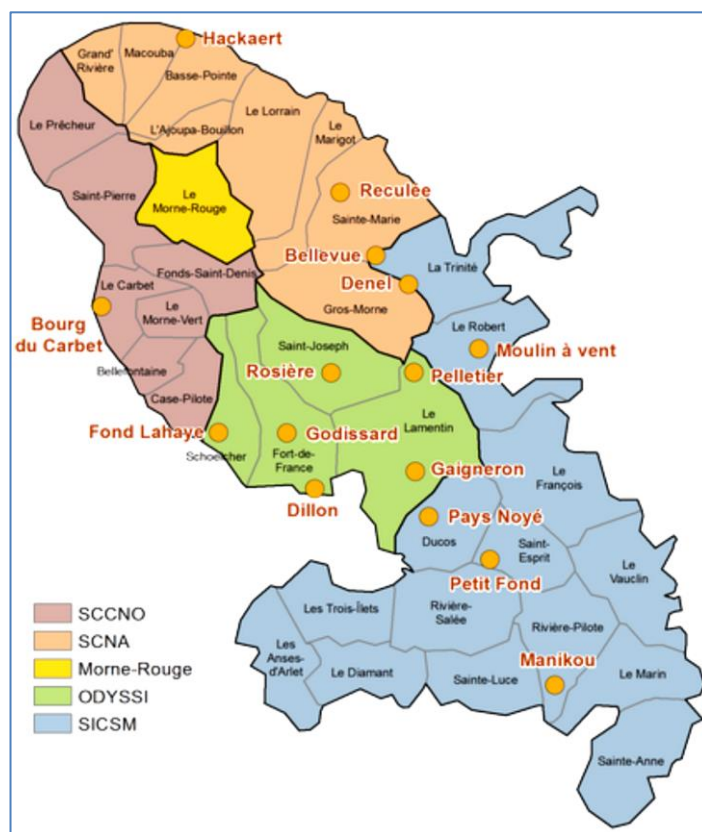 Hackaert
Grand'
Rivière
Macouba
Basse-Pointe
Le Lorrain
Le Prêcheur
L'Ajoupa-Bouillon
Le
Marigot
Saint-Pierre
Le
Morne-Rouge
Reculée
Sainte-Marie
Bellevue
La Trinité
Fonds-Saint-Denis
Denel
Le Carbet
Gros-Morne
Bourg
du Carbet
Le
Morne-Vert
Le Robert
Saint-Joseph
Moulin à vent
Bellefontaine
Rosière
Pelletier
Case-Pilote
Le
Lamentin
Fond Lahaye
Godissard
Schoelcher
Fort-de-
France
Gaigneron
Le
François
Dillon
Pays Noyé
Ducos
Saint-
Esprit
Petit Fond
Le
Vauclin
Les Trois-Îlets
Rivière-
Salée
Rivière-Pilote
Les
Anses-
d'Arlet
Le Diamant
Sainte-Luce
Manikou
Le Marin
Sainte-Anne
SCCNO
SCNA
Morne-Rouge
ODYSSI
SICSM